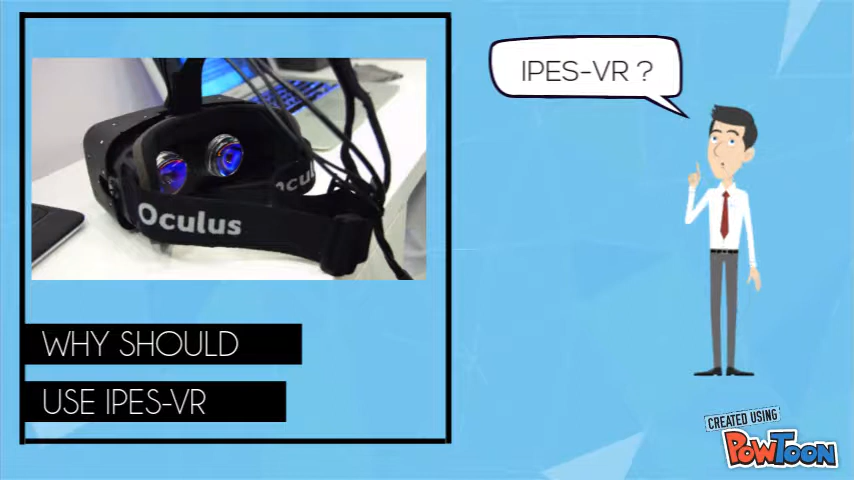 IPES-VR ?
Oculus
WHY SHOULD
USE IPES-VR
CREATED USING
POWTOON